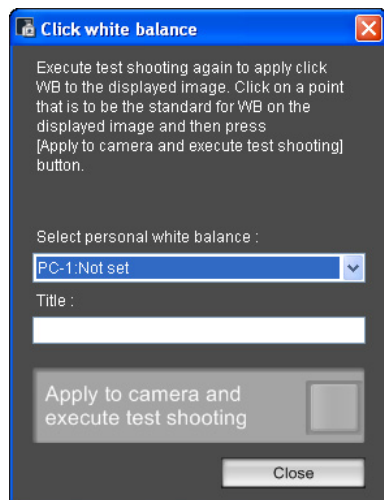 Click white balance
Execute test shooting again to apply click
WB to the displayed image. Click on a point
that is to be the standard for WB on the
displayed image and then press
[Apply to camera and execute test shooting]
button.
Select personal white balance :
PC-1:Not set
Title :
Apply to camera and
execute test shooting
Close